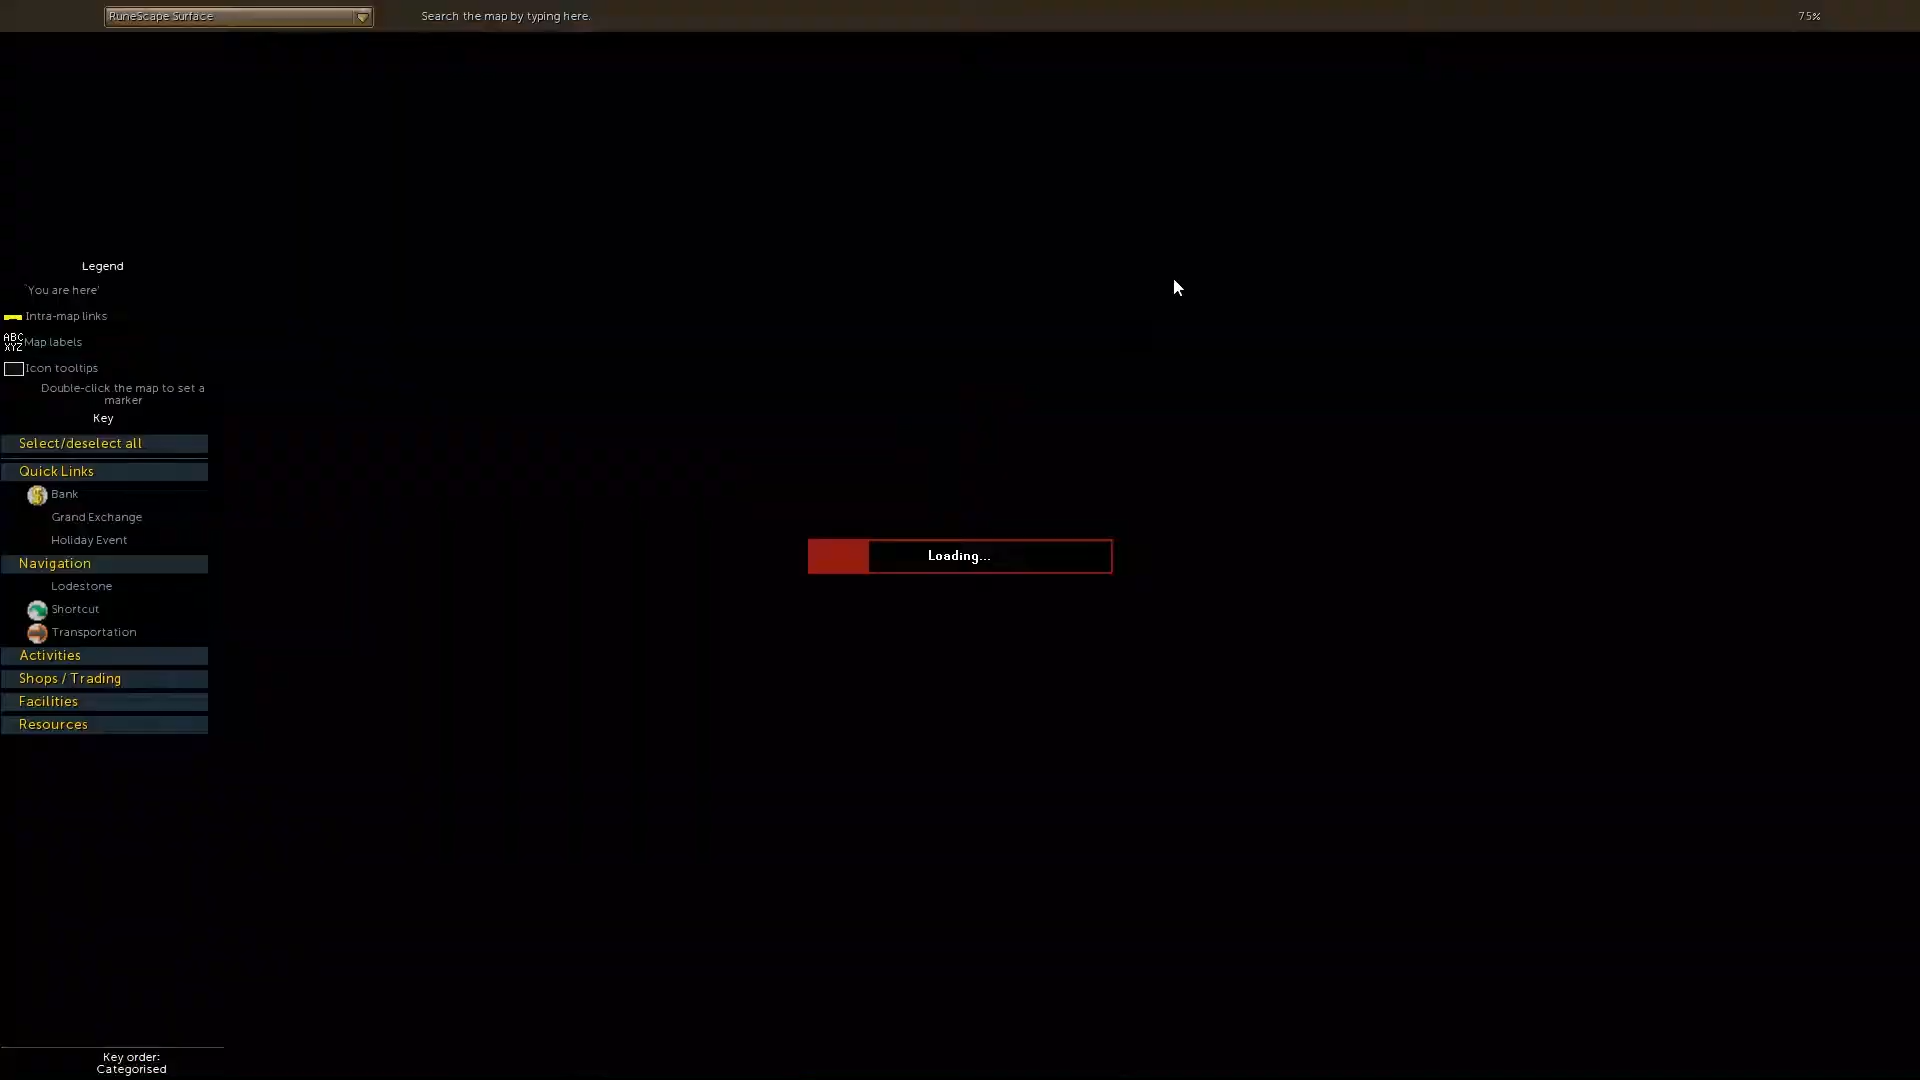 RuneScape Surface
Search the map by typing here.
75%
Legend
'You are here'
Intra-map links
ABC
XYZ
Map labels
Icon tooltips
Double-click the map to set a
marker
Key
Select/deselect all
Quick Links
Bank
Grand Exchange
Holiday Event
Navigation
Lodestone
Shortcut
Transportation
Activities
Shops / Trading
Facilities
Resources
Loading...
Key order:
Categorised